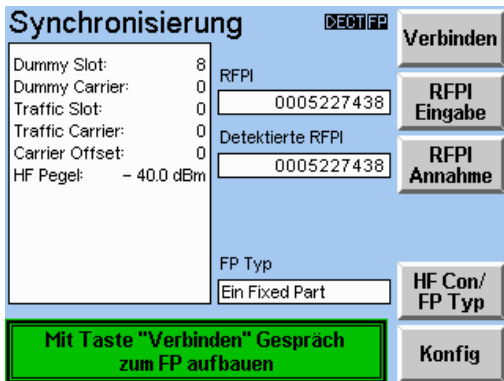 Synchronisierung
DECT FP
Dummy Slot: 8
Dummy Carrier: 0
Traffic Slot: 0
Traffic Carrier: 0
Carrier Offset: 0
HF Pegel: - 40.0 dBm
RFPI
0005227438
Detektierte RFPI
0005227438
FP Typ
Ein Fixed Part
Mit Taste "Verbinden" Gespräch
zum FP aufbauen
Verbinden
RFPI
Eingabe
RFPI
Annahme
HF Con/
FP Typ
Konfig